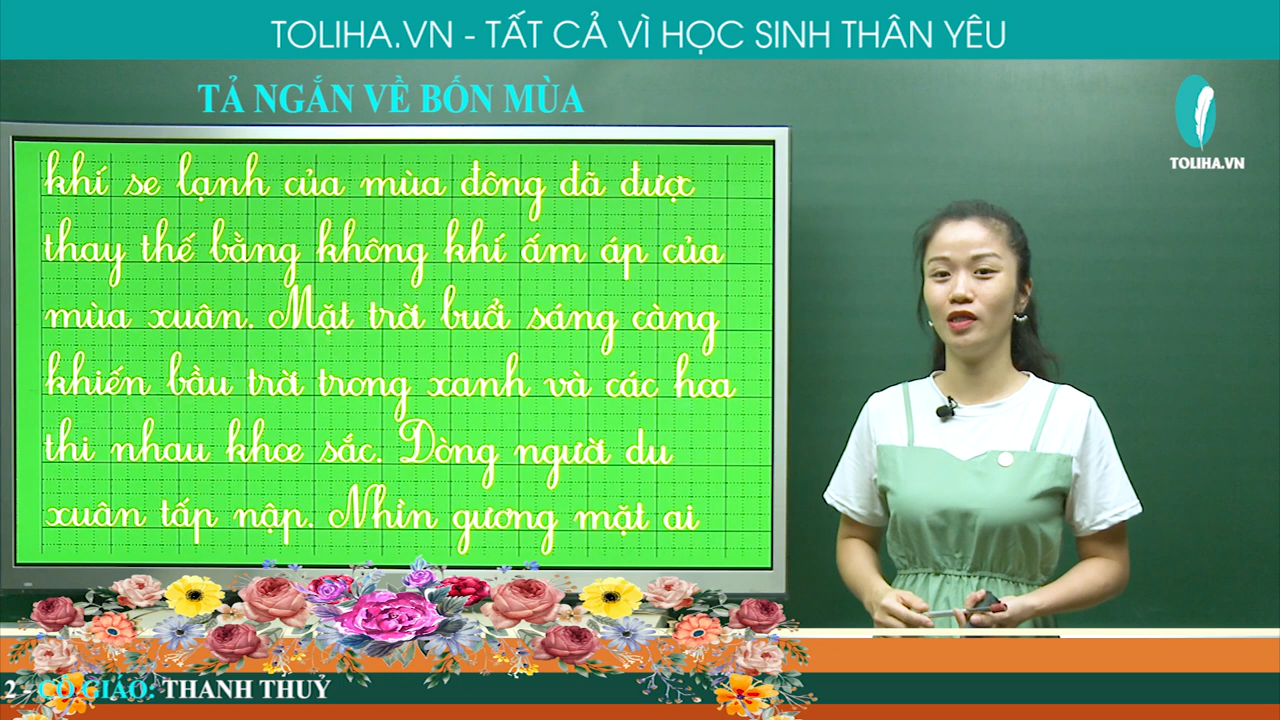 TOLIHA.VN - TẤT CẢ VÌ HỌC SINH THÂN YÊU
TẢ NGẮN VỀ BỐN MÙA
TOLIHA.VN
khí se lạnh của mùa đông đã được
thay thế bằng không khí ấm áp của
mùa xuân. Mặt trời buổi sáng càng
khiến bầu trời trong xanh và các hoa
thi nhau khoe sắc. Dòng người du
xuân tấp nập. Nhìn gương mặt ai
2 - CÔ GIÁO: THANH THUỶ